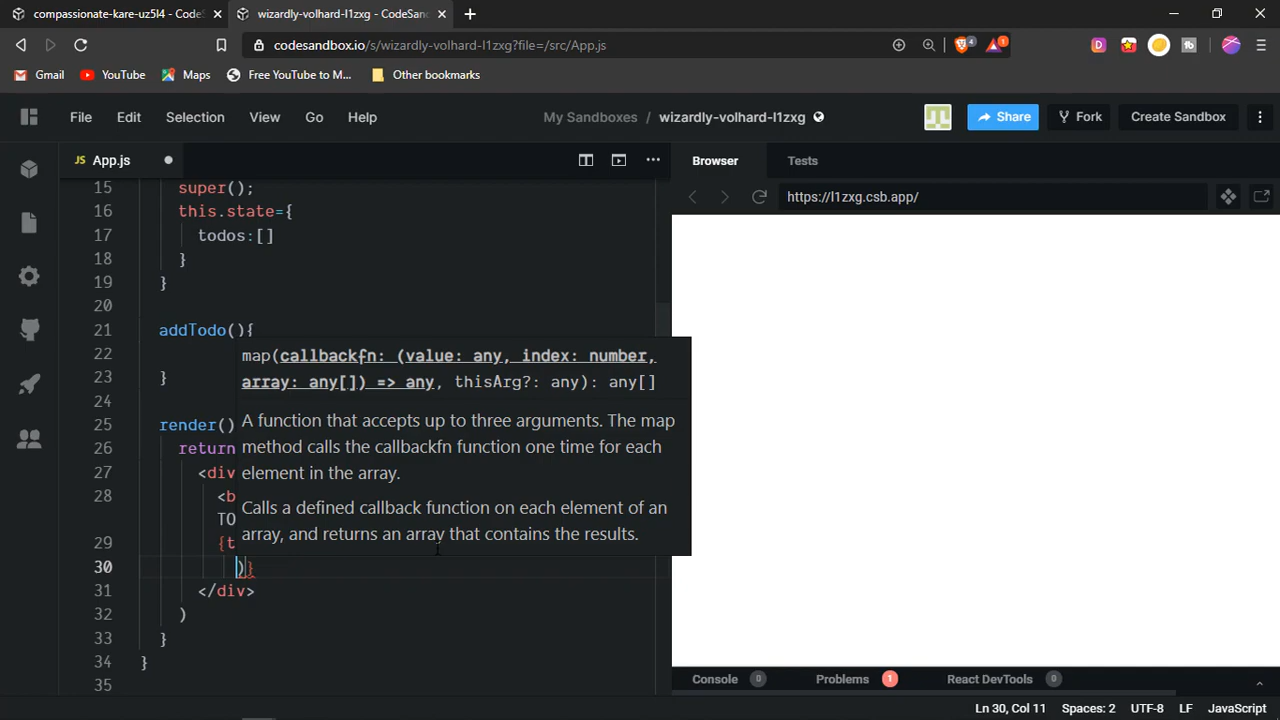 compassionate-kare-uz5l4 - CodeS
wizardly-volhard-l1zxg - CodeSan
codesandbox.io/s/wizardly-volhard-l1zxg?file=/src/App.js
4
1
D
tb
Gmail
YouTube
Maps
Free YouTube to M...
Other bookmarks
File Edit Selection View Go Help
My Sandboxes / wizardly-volhard-l1zxg
Share
Fork
Create Sandbox
JS App.js
Browser
Tests
https://l1zxg.csb.app/
15 super();
16 this.state={
17 todos:[]
18 }
19 }
20
21 addTodo(){
22
23 }
24
25 render()
26 return
27 <div
28 <b
TO
29 {t
30 )}
31 </div>
32 )
33 }
34 }
35
map(callbackfn: (value: any, index: number,
array: any[]) => any, thisArg?: any): any[]
A function that accepts up to three arguments. The map
method calls the callbackfn function one time for each
element in the array.
Calls a defined callback function on each element of an
array, and returns an array that contains the results.
Console 0 Problems 1 React DevTools 0
Ln 30, Col 11 Spaces: 2 UTF-8 LF JavaScript